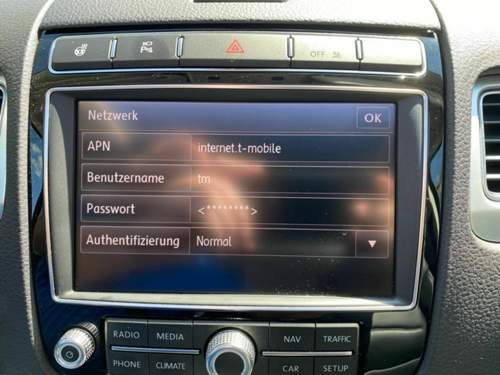 OFF
Netzwerk OK
APN internet.t-mobile
Benutzername tm
Passwort <********>
Authentifizierung Normal
RADIO MEDIA NAV TRAFFIC
PHONE CLIMATE CAR SETUP